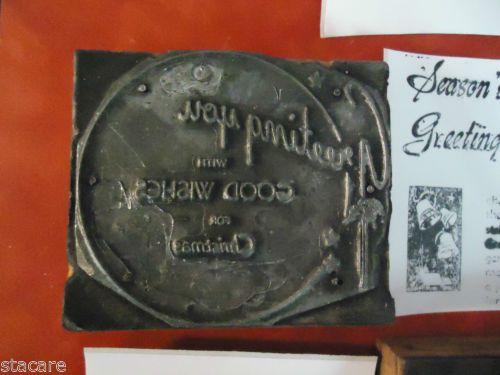 Greeting you
WITH
GOOD WISHES
FOR
Christmas
Season's
Greeting
stacare